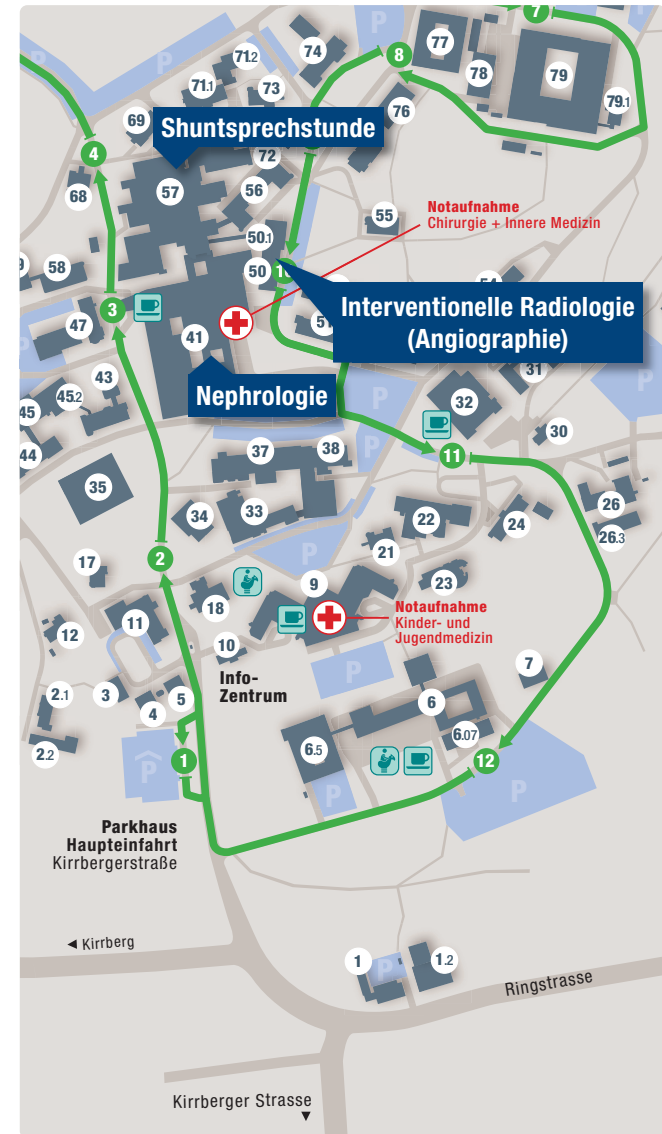 7
P
P
74
8
77
71.2
78
79
71.1
73
79.1
69
76
Shuntsprechstunde
4
72
57
68
56
Notaufnahme
Chirurgie + Innere Medizin
55
50.1
58
50
Interventionelle Radiologie
(Angiographie)
3
47
41
51
31
43
Nephrologie
32
45.2
45
P
P
30
11
44
37
38
35
26
33
34
22
24
26.3
P
2
21
17
9
23
18
Notaufnahme
Kinder- und
Jugendmedizin
12
11
10
Info-
Zentrum
7
2.1
3
5
6
4
P
6.07
2.2
6.5
1
12
P
P
P
Parkhaus
Haupteinfahrt
Kirrbergerstraße
◄ Kirrberg
1
1.2
P
Ringstrasse
Kirrberger Strasse
▼